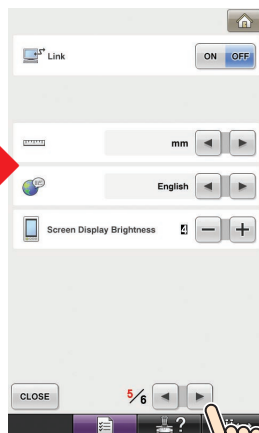 Link ON OFF
mm
English
Screen Display Brightness 4
CLOSE 5/6
?